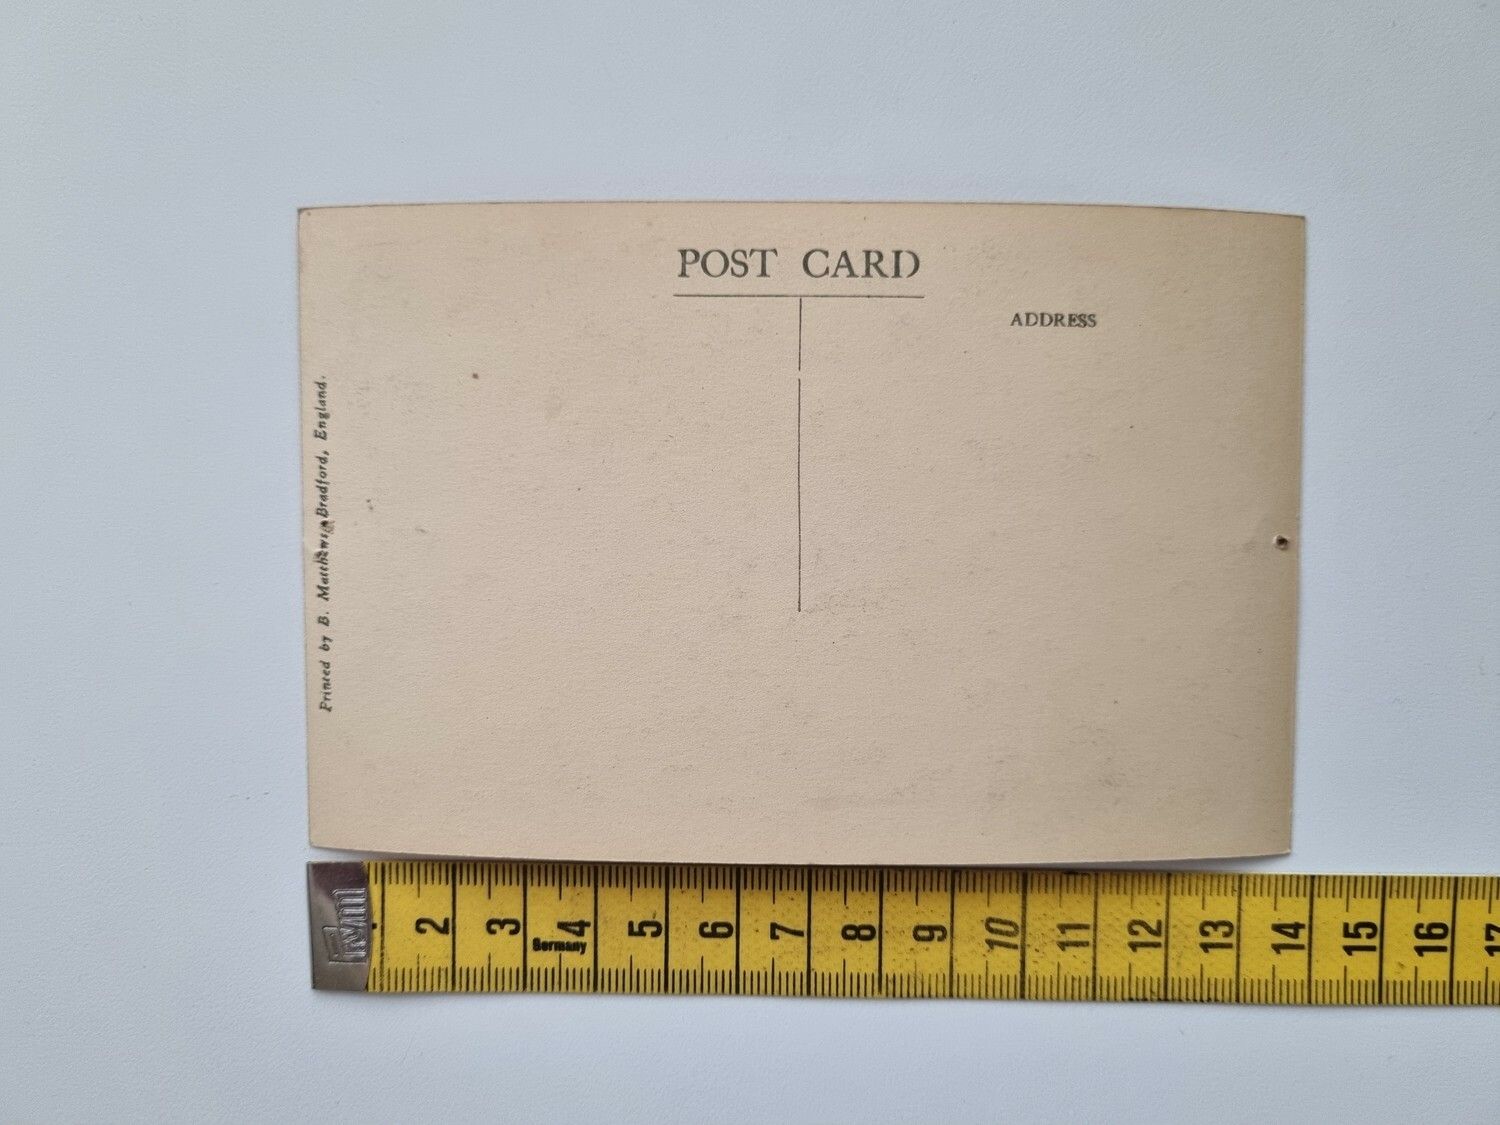 POST CARD
ADDRESS
Printed by B. Matthews, Bradford, England.
2 3 4 5 6 7 8 9 10 11 12 13 14 15 16 17
Germany